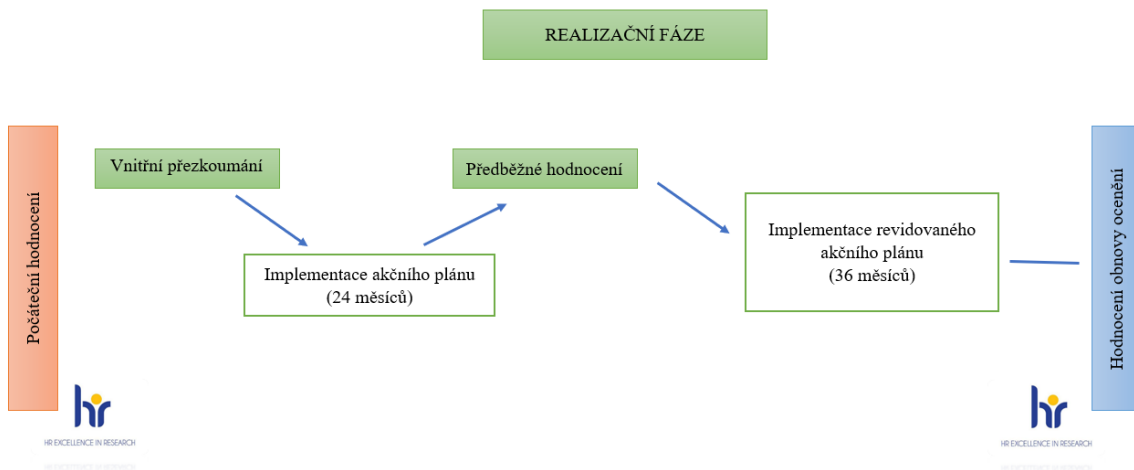 REALIZAČNÍ FÁZE
Počáteční hodnocení
Vnitřní přezkoumání
Implementace akčního plánu
(24 měsíců)
Předběžné hodnocení
Implementace revidovaného
akčního plánu
(36 měsíců)
Hodnocení obnovy ocenění
hr
HR EXCELLENCE IN RESEARCH
hr
HR EXCELLENCE IN RESEARCH